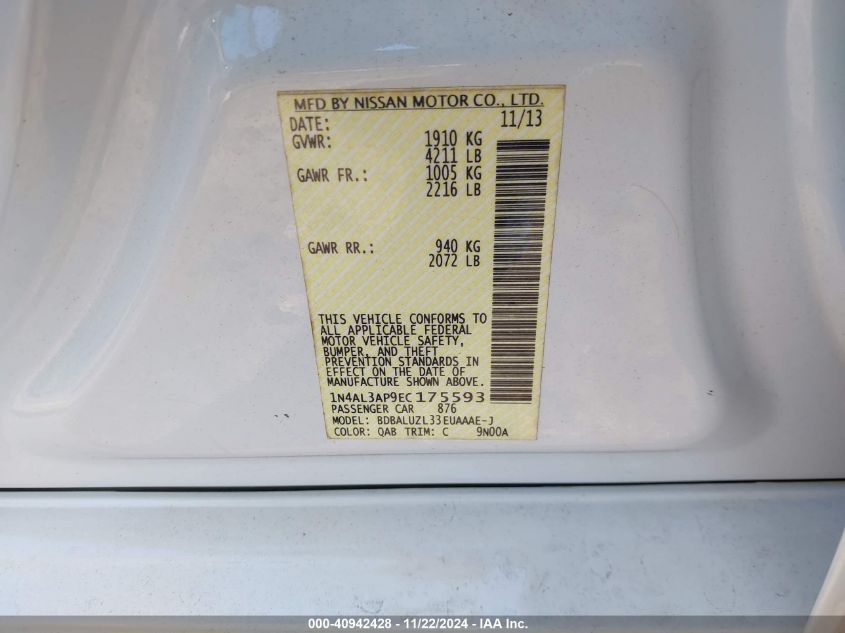 MFD BY NISSAN MOTOR CO., LTD.
DATE: 11/13
GVWR: 1910 KG
4211 LB
GAWR FR.: 1005 KG
2216 LB
GAWR RR.: 940 KG
2072 LB
THIS VEHICLE CONFORMS TO
ALL APPLICABLE FEDERAL
MOTOR VEHICLE SAFETY,
BUMPER, AND THEFT
PREVENTION STANDARDS IN
EFFECT ON THE DATE OF
MANUFACTURE SHOWN ABOVE.
1N4AL3AP9EC175593
PASSENGER CAR 876
MODEL: BDBALUZL33EUAAAE-J
COLOR: QAB TRIM: C 9N00A
000-40942428 - 11/22/2024 - IAA Inc.